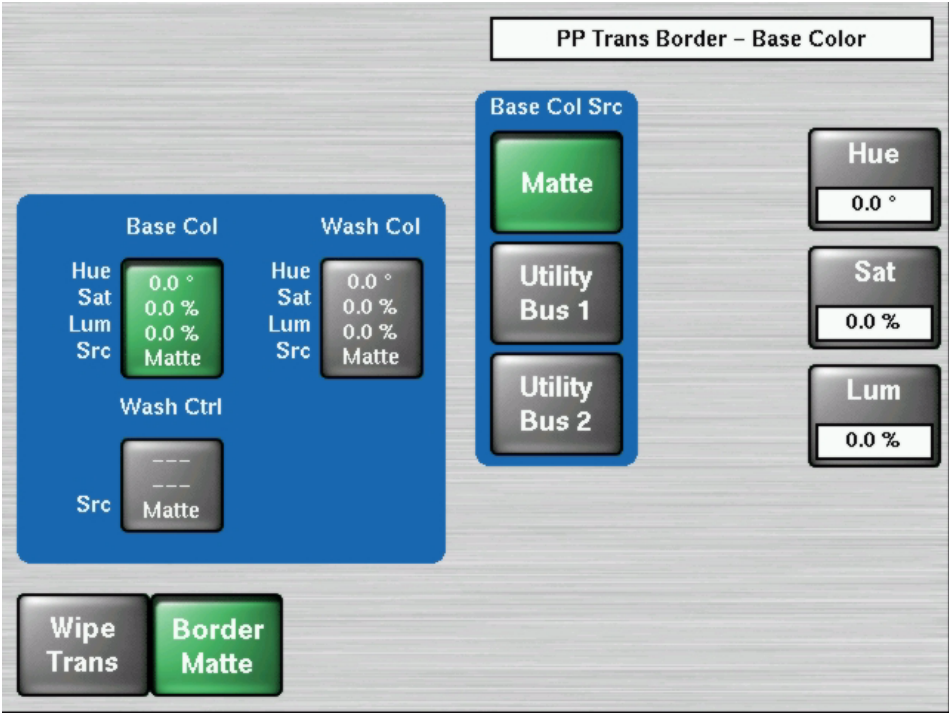 PP Trans Border – Base Color
Base Col Src
Matte
Utility
Bus 1
Utility
Bus 2
Hue
0.0 °
Sat
0.0 %
Lum
0.0 %
Base Col
Hue 0.0 °
Sat 0.0 %
Lum 0.0 %
Src Matte
Wash Col
Hue 0.0 °
Sat 0.0 %
Lum 0.0 %
Src Matte
Wash Ctrl
---
---
Src Matte
Wipe
Trans
Border
Matte